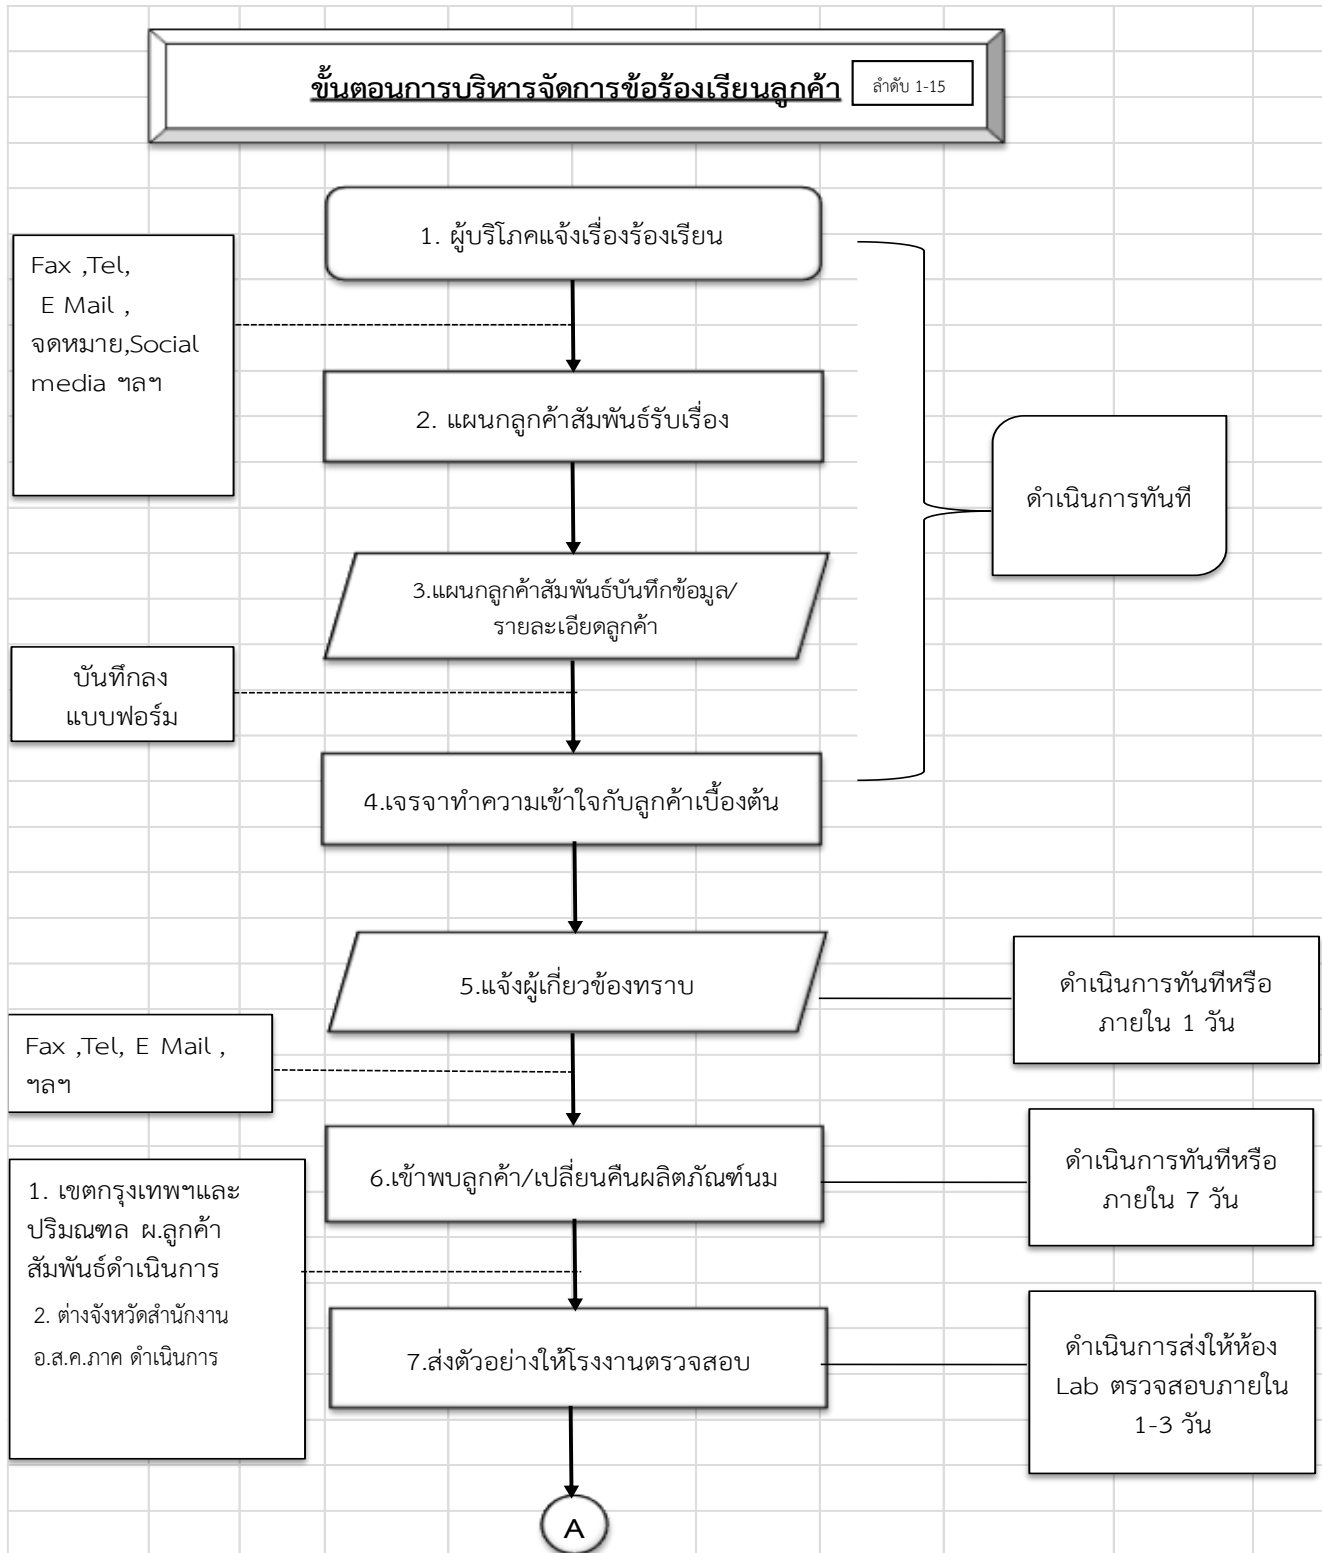 ขั้นตอนการบริหารจัดการข้อร้องเรียนลูกค้า
ลำดับ 1-15
1. ผู้บริโภคแจ้งเรื่องร้องเรียน
Fax ,Tel,
E Mail ,
จดหมาย,Social
media ฯลฯ
2. แผนกลูกค้าสัมพันธ์รับเรื่อง
ดำเนินการทันที
3.แผนกลูกค้าสัมพันธ์บันทึกข้อมูล/
รายละเอียดลูกค้า
บันทึกลง
แบบฟอร์ม
4.เจรจาทำความเข้าใจกับลูกค้าเบื้องต้น
5.แจ้งผู้เกี่ยวข้องทราบ
ดำเนินการทันทีหรือ
ภายใน 1 วัน
Fax ,Tel, E Mail ,
ฯลฯ
6.เข้าพบลูกค้า/เปลี่ยนคืนผลิตภัณฑ์นม
ดำเนินการทันทีหรือ
ภายใน 7 วัน
1. เขตกรุงเทพฯและ
ปริมณฑล ผ.ลูกค้า
สัมพันธ์ดำเนินการ
2. ต่างจังหวัดสำนักงาน
อ.ส.ค.ภาค ดำเนินการ
7.ส่งตัวอย่างให้โรงงานตรวจสอบ
ดำเนินการส่งให้ห้อง
Lab ตรวจสอบภายใน
1-3 วัน
A